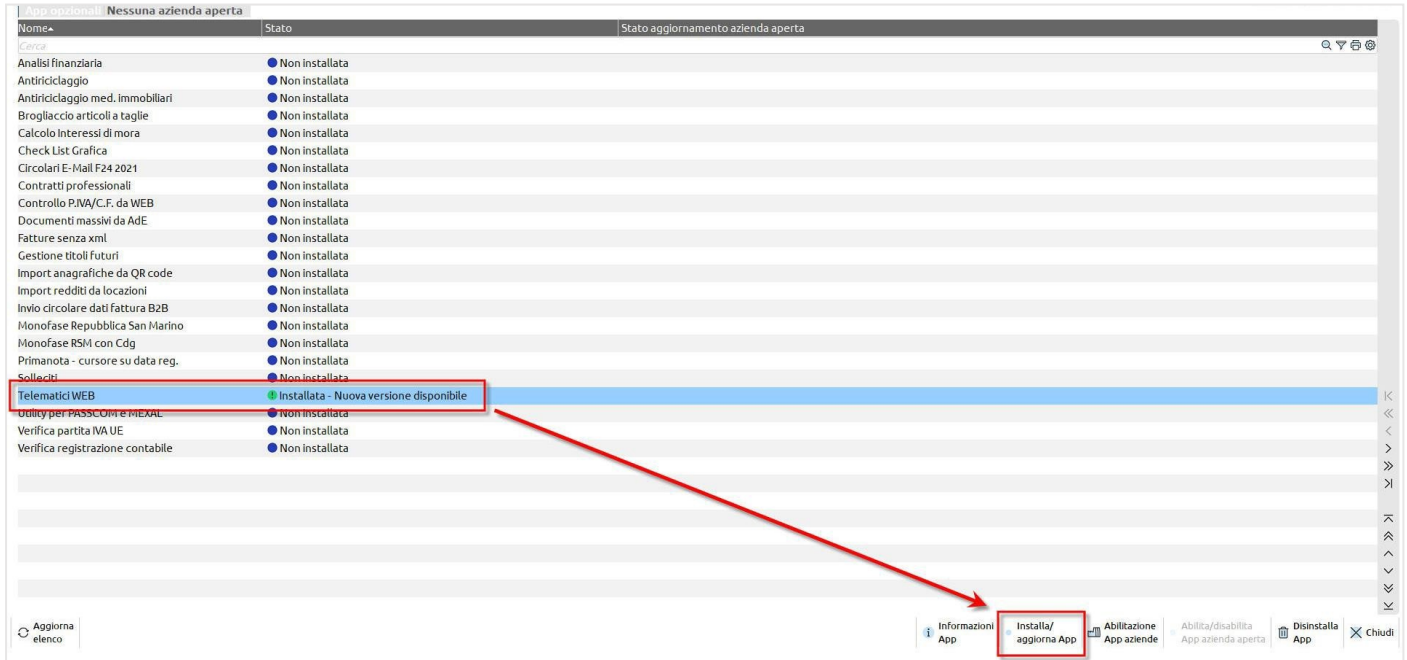 App opzionali Nessuna azienda aperta
Nome Stato Stato aggiornamento azienda aperta
Cerca
Analisi finanziaria Non installata
Antiriciclaggio Non installata
Antiriciclaggio med. immobiliari Non installata
Brogliaccio articoli a taglie Non installata
Calcolo Interessi di mora Non installata
Check List Grafica Non installata
Circolari E-Mail F24 2021 Non installata
Contratti professionali Non installata
Controllo P.IVA/C.F. da WEB Non installata
Documenti massivi da AdE Non installata
Fatture senza xml Non installata
Gestione titoli futuri Non installata
Import anagrafiche da QR code Non installata
Import redditi da locazioni Non installata
Invio circolare dati fattura B2B Non installata
Monofase Repubblica San Marino Non installata
Monofase RSM con Cdg Non installata
Primanota - cursore su data reg. Non installata
Solleciti Non installata
Telematici WEB Installata - Nuova versione disponibile
Utility per PASSCOM e MEXAL Non installata
Verifica partita IVA UE Non installata
Verifica registrazione contabile Non installata
Aggiorna elenco
Informazioni App
Installa/ aggiorna App
Abilitazione App aziende
Abilita/disabilita App azienda aperta
Disinstalla App
Chiudi